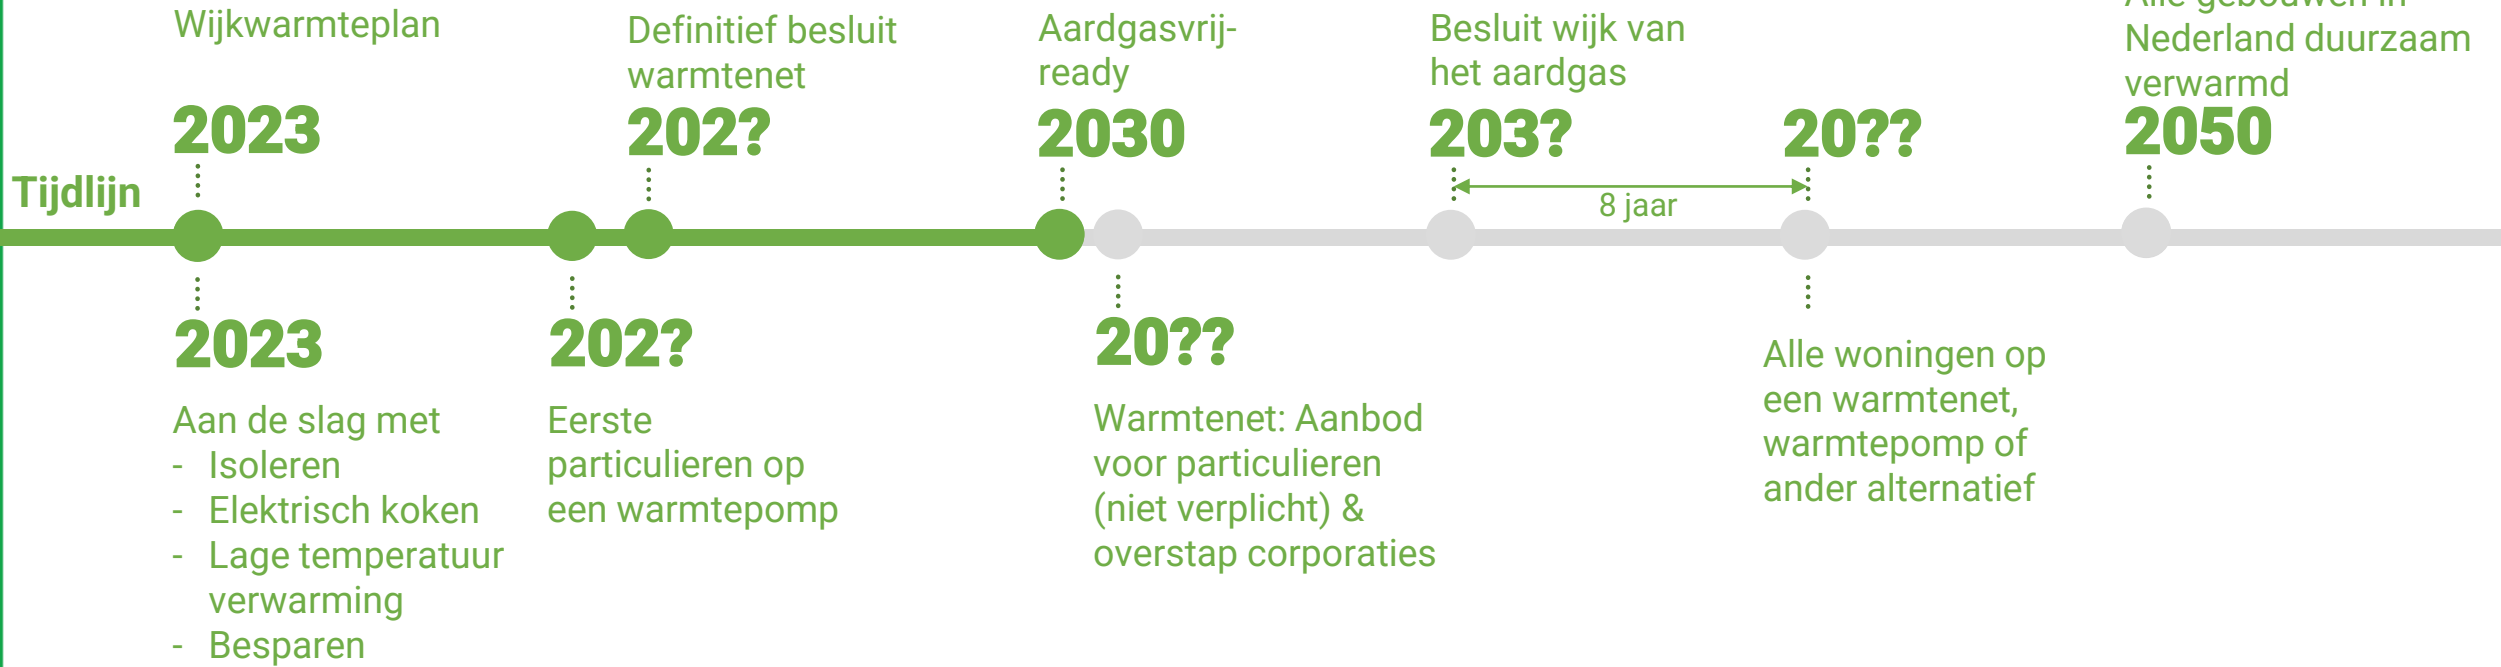 Wijkwarmteplan
2023
Definitief besluit
warmtenet
202?
Aardgasvrij-
ready
2030
Besluit wijk van
het aardgas
203?
20??
Alle gebouwen in
Nederland duurzaam
verwarmd
2050
Tijdlijn
8 jaar
2023
Aan de slag met
- Isoleren
- Elektrisch koken
- Lage temperatuur
verwarming
- Besparen
202?
Eerste
particulieren op
een warmtepomp
20??
Warmtenet: Aanbod
voor particulieren
(niet verplicht) &
overstap corporaties
Alle woningen op
een warmtenet,
warmtepomp of
ander alternatief